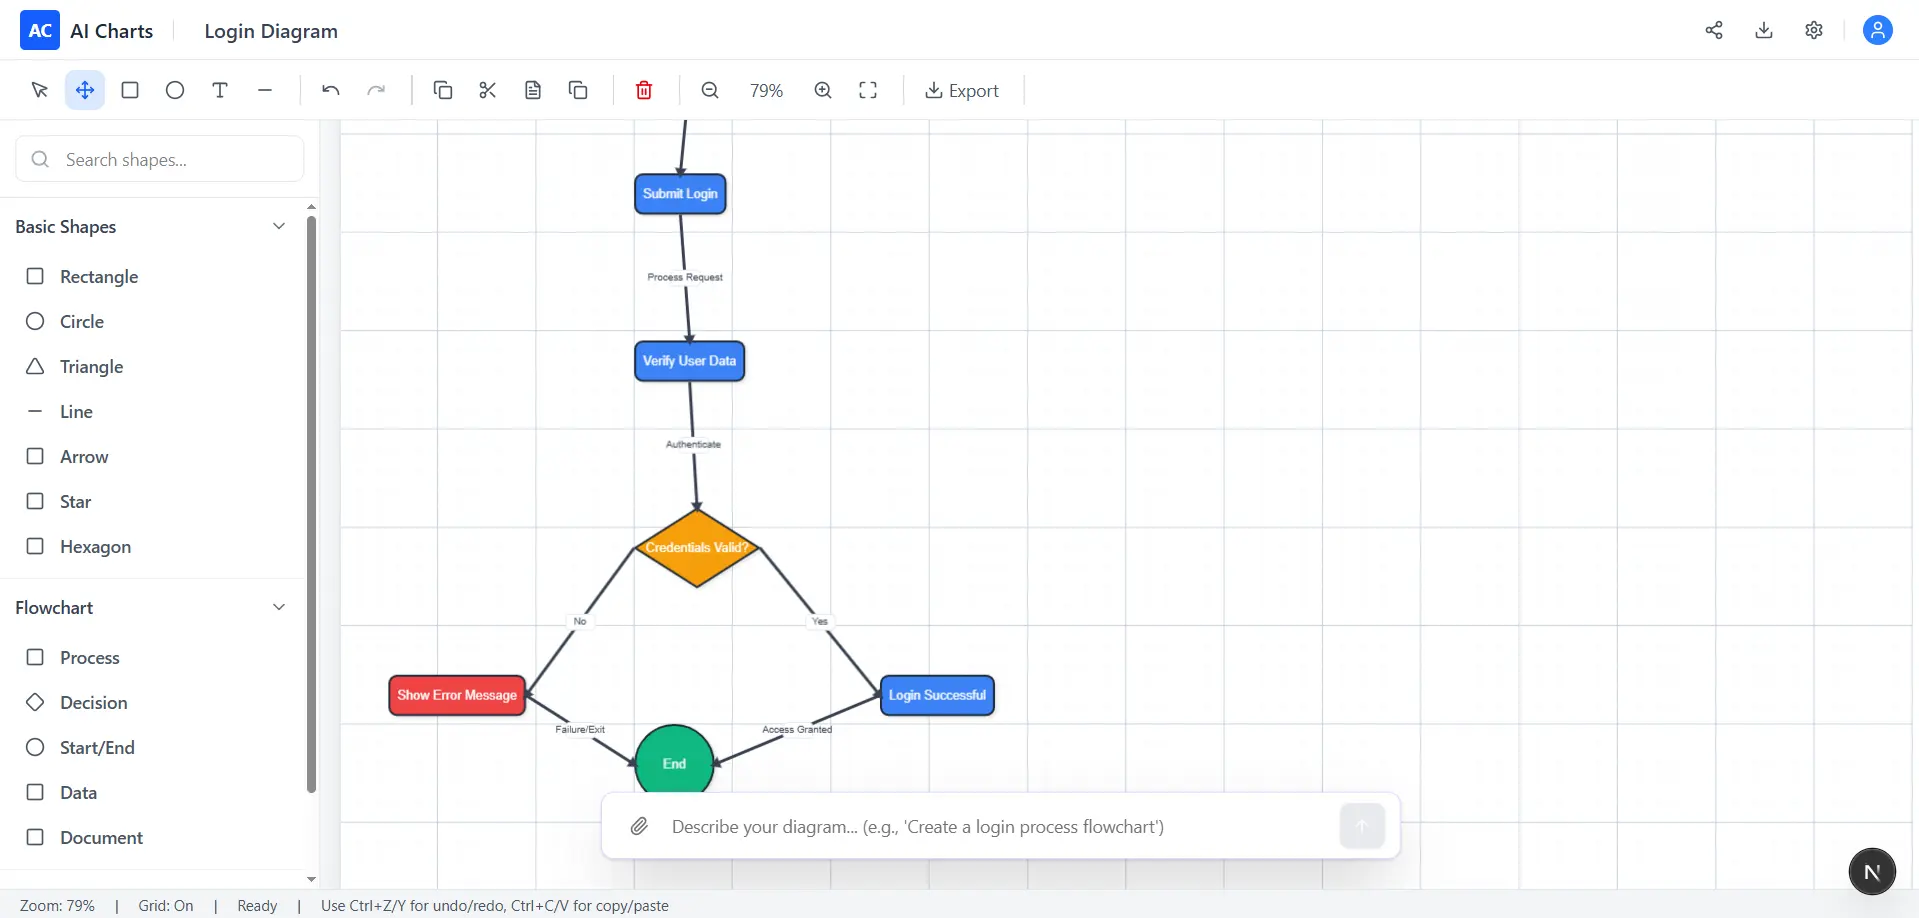 AC AI Charts Login Diagram
79% Export
Search shapes...
Basic Shapes
Rectangle
Circle
Triangle
Line
Arrow
Star
Hexagon
Flowchart
Process
Decision
Start/End
Data
Document
Submit Login
Process Request
Verify User Data
Authenticate
Credentials Valid?
No Yes
Show Error Message Login Successful
Failure/Exit Access Granted
End
Describe your diagram... (e.g., 'Create a login process flowchart')
N
Zoom: 79% | Grid: On | Ready | Use Ctrl+Z/Y for undo/redo, Ctrl+C/V for copy/paste